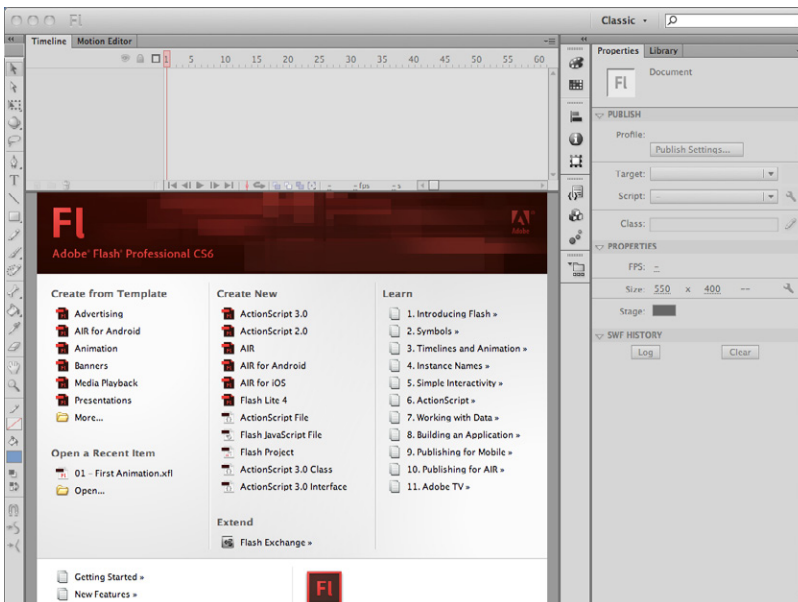 Fl
Classic
Timeline Motion Editor
1 5 10 15 20 25 30 35 40 45 50 55 60
fps
Fl
Adobe® Flash® Professional CS6
Adobe
Create from Template
Advertising
AIR for Android
Animation
Banners
Media Playback
Presentations
More...
Open a Recent Item
01 – First Animation.xfl
Open...
Create New
ActionScript 3.0
ActionScript 2.0
AIR
AIR for Android
AIR for iOS
Flash Lite 4
ActionScript File
Flash JavaScript File
Flash Project
ActionScript 3.0 Class
ActionScript 3.0 Interface
Extend
Flash Exchange »
Learn
1. Introducing Flash »
2. Symbols »
3. Timelines and Animation »
4. Instance Names »
5. Simple Interactivity »
6. ActionScript »
7. Working with Data »
8. Building an Application »
9. Publishing for Mobile »
10. Publishing for AIR »
11. Adobe TV »
Getting Started »
New Features »
Fl
Properties Library
Fl
Document
PUBLISH
Profile:
Publish Settings...
Target:
Script: –
Class:
PROPERTIES
FPS: –
Size: 550 x 400 --
Stage:
SWF HISTORY
Log Clear